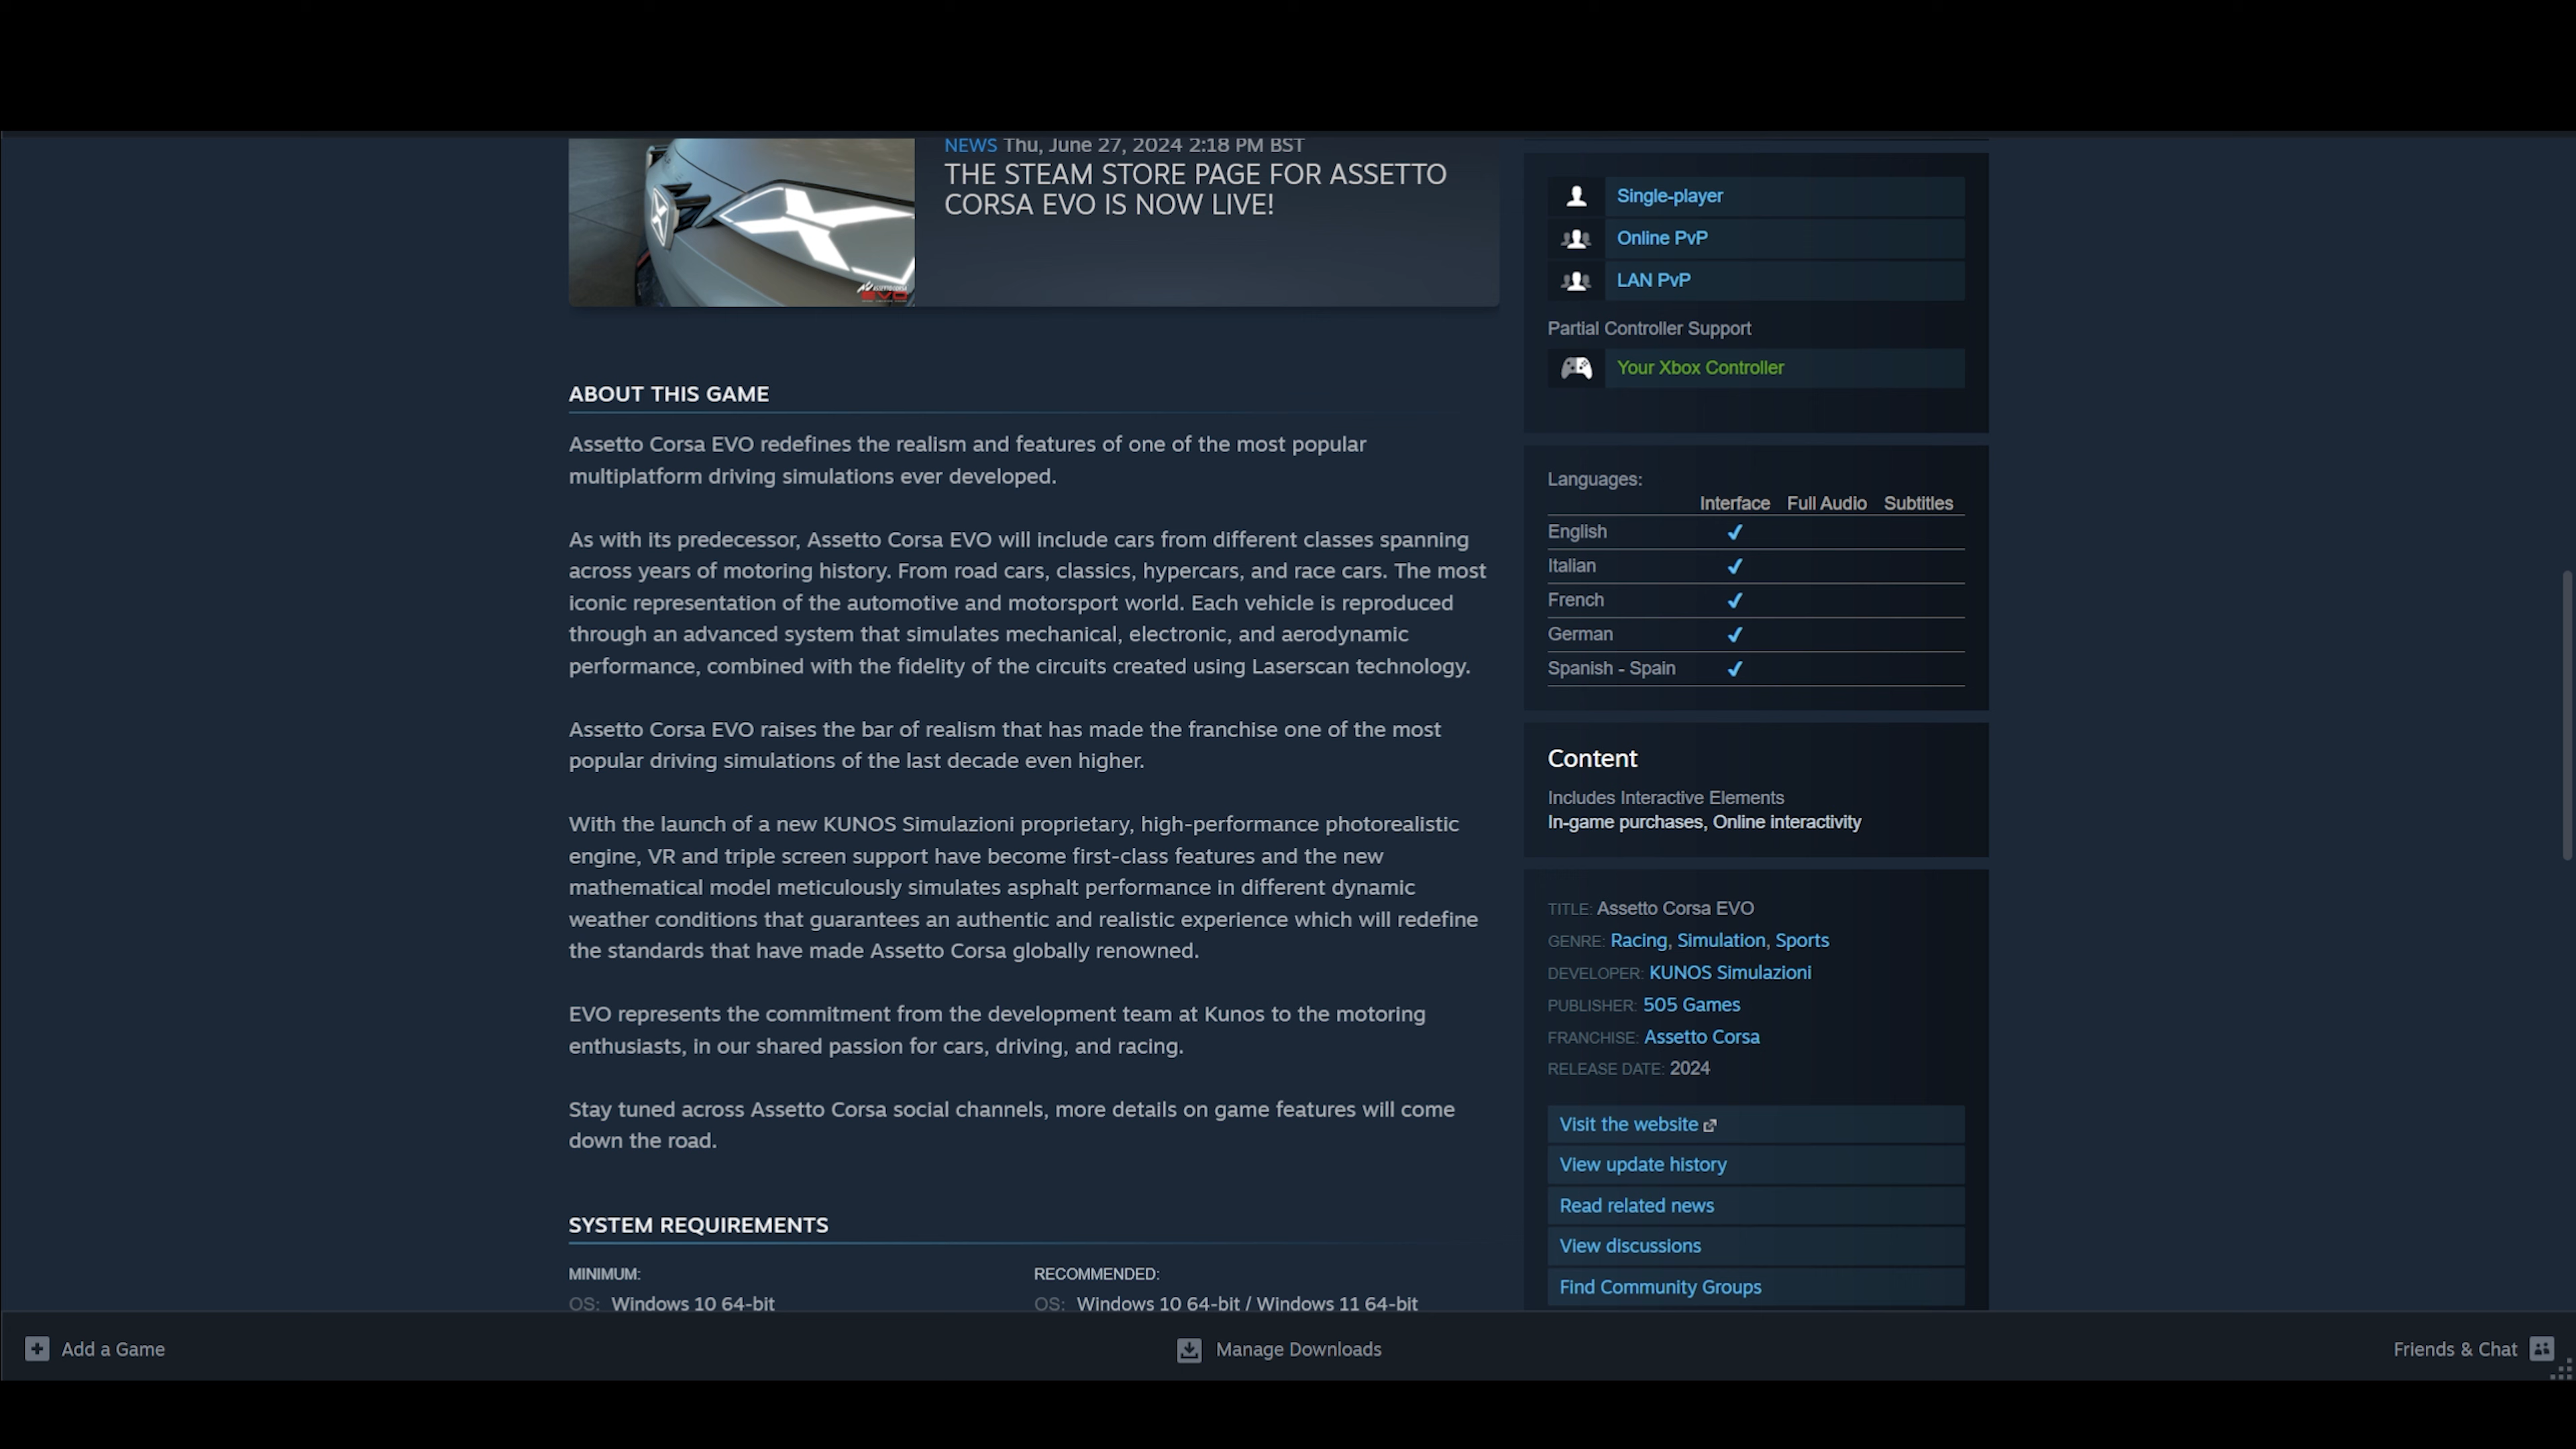 NEWS Thu, June 27, 2024 2:18 PM BST
THE STEAM STORE PAGE FOR ASSETTO
CORSA EVO IS NOW LIVE!
ASSETTO CORSA
EVO
ABOUT THIS GAME
Assetto Corsa EVO redefines the realism and features of one of the most popular
multiplatform driving simulations ever developed.
As with its predecessor, Assetto Corsa EVO will include cars from different classes spanning
across years of motoring history. From road cars, classics, hypercars, and race cars. The most
iconic representation of the automotive and motorsport world. Each vehicle is reproduced
through an advanced system that simulates mechanical, electronic, and aerodynamic
performance, combined with the fidelity of the circuits created using Laserscan technology.
Assetto Corsa EVO raises the bar of realism that has made the franchise one of the most
popular driving simulations of the last decade even higher.
With the launch of a new KUNOS Simulazioni proprietary, high-performance photorealistic
engine, VR and triple screen support have become first-class features and the new
mathematical model meticulously simulates asphalt performance in different dynamic
weather conditions that guarantees an authentic and realistic experience which will redefine
the standards that have made Assetto Corsa globally renowned.
EVO represents the commitment from the development team at Kunos to the motoring
enthusiasts, in our shared passion for cars, driving, and racing.
Stay tuned across Assetto Corsa social channels, more details on game features will come
down the road.
SYSTEM REQUIREMENTS
MINIMUM:
OS: Windows 10 64-bit
RECOMMENDED:
OS: Windows 10 64-bit / Windows 11 64-bit
Single-player
Online PvP
LAN PvP
Partial Controller Support
Your Xbox Controller
Languages:
Interface Full Audio Subtitles
English ✔
Italian ✔
French ✔
German ✔
Spanish - Spain ✔
Content
Includes Interactive Elements
In-game purchases, Online interactivity
TITLE: Assetto Corsa EVO
GENRE: Racing, Simulation, Sports
DEVELOPER: KUNOS Simulazioni
PUBLISHER: 505 Games
FRANCHISE: Assetto Corsa
RELEASE DATE: 2024
Visit the website
View update history
Read related news
View discussions
Find Community Groups
Add a Game
Manage Downloads
Friends & Chat